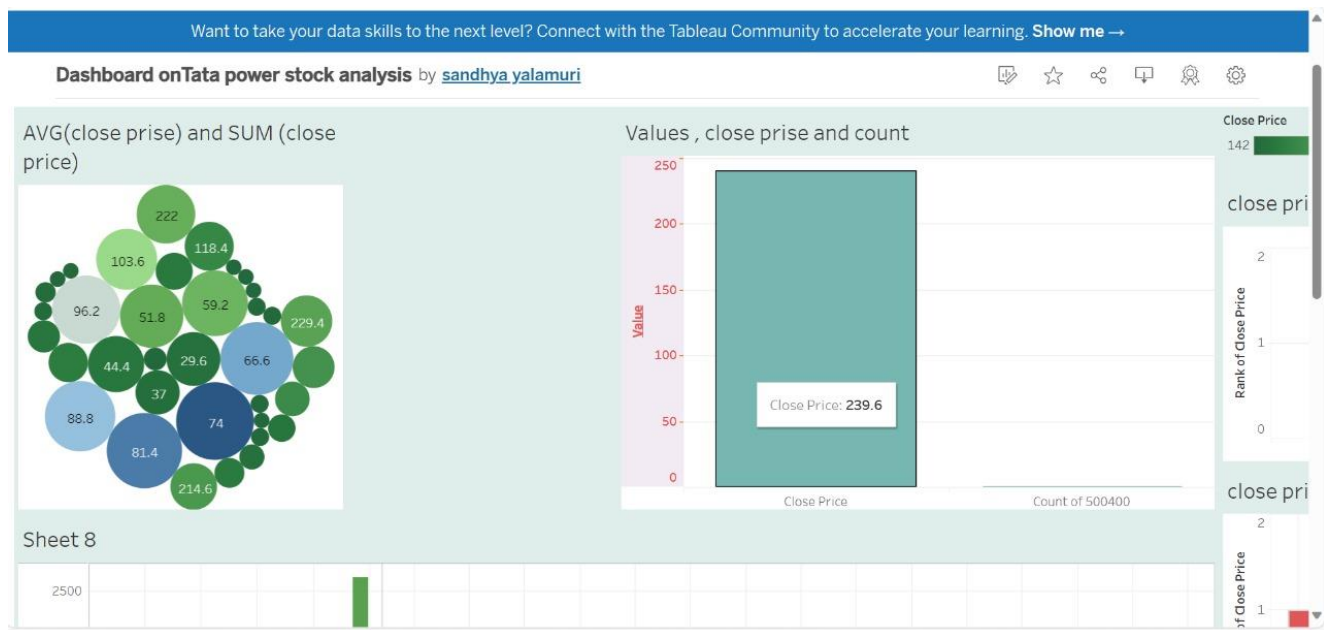 Want to take your data skills to the next level? Connect with the Tableau Community to accelerate your learning. Show me →
Dashboard onTata power stock analysis by sandhya yalamuri
AVG(close prise) and SUM (close
price)
222
118.4
103.6
96.2
51.8
59.2
229.4
44.4
29.6
66.6
37
88.8
74
81.4
214.6
Values , close prise and count
250
200
150
100
50
0
Value
Close Price: 239.6
Close Price
Count of 500400
Close Price
142
close pri
2
1
0
Rank of Close Price
close pri
2
1
of Close Price
Sheet 8
2500